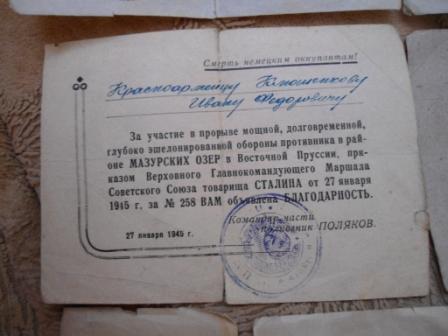 Смерть немецким оккупантам!
Красноармейцу
Ивану Федоровичу
За участие в прорыве мощной, долговременной,
глубоко эшелонированной обороны противника в рай-
оне МАЗУРСКИХ ОЗЕР в Восточной Пруссии, при-
казом Верховного Главнокомандующего Маршала
Советского Союза товарища СТАЛИНА от 27 января
1945 г. за № 258 ВАМ объявлена БЛАГОДАРНОСТЬ.
Командир части
полковник ПОЛЯКОВ.
27 января 1945 г.